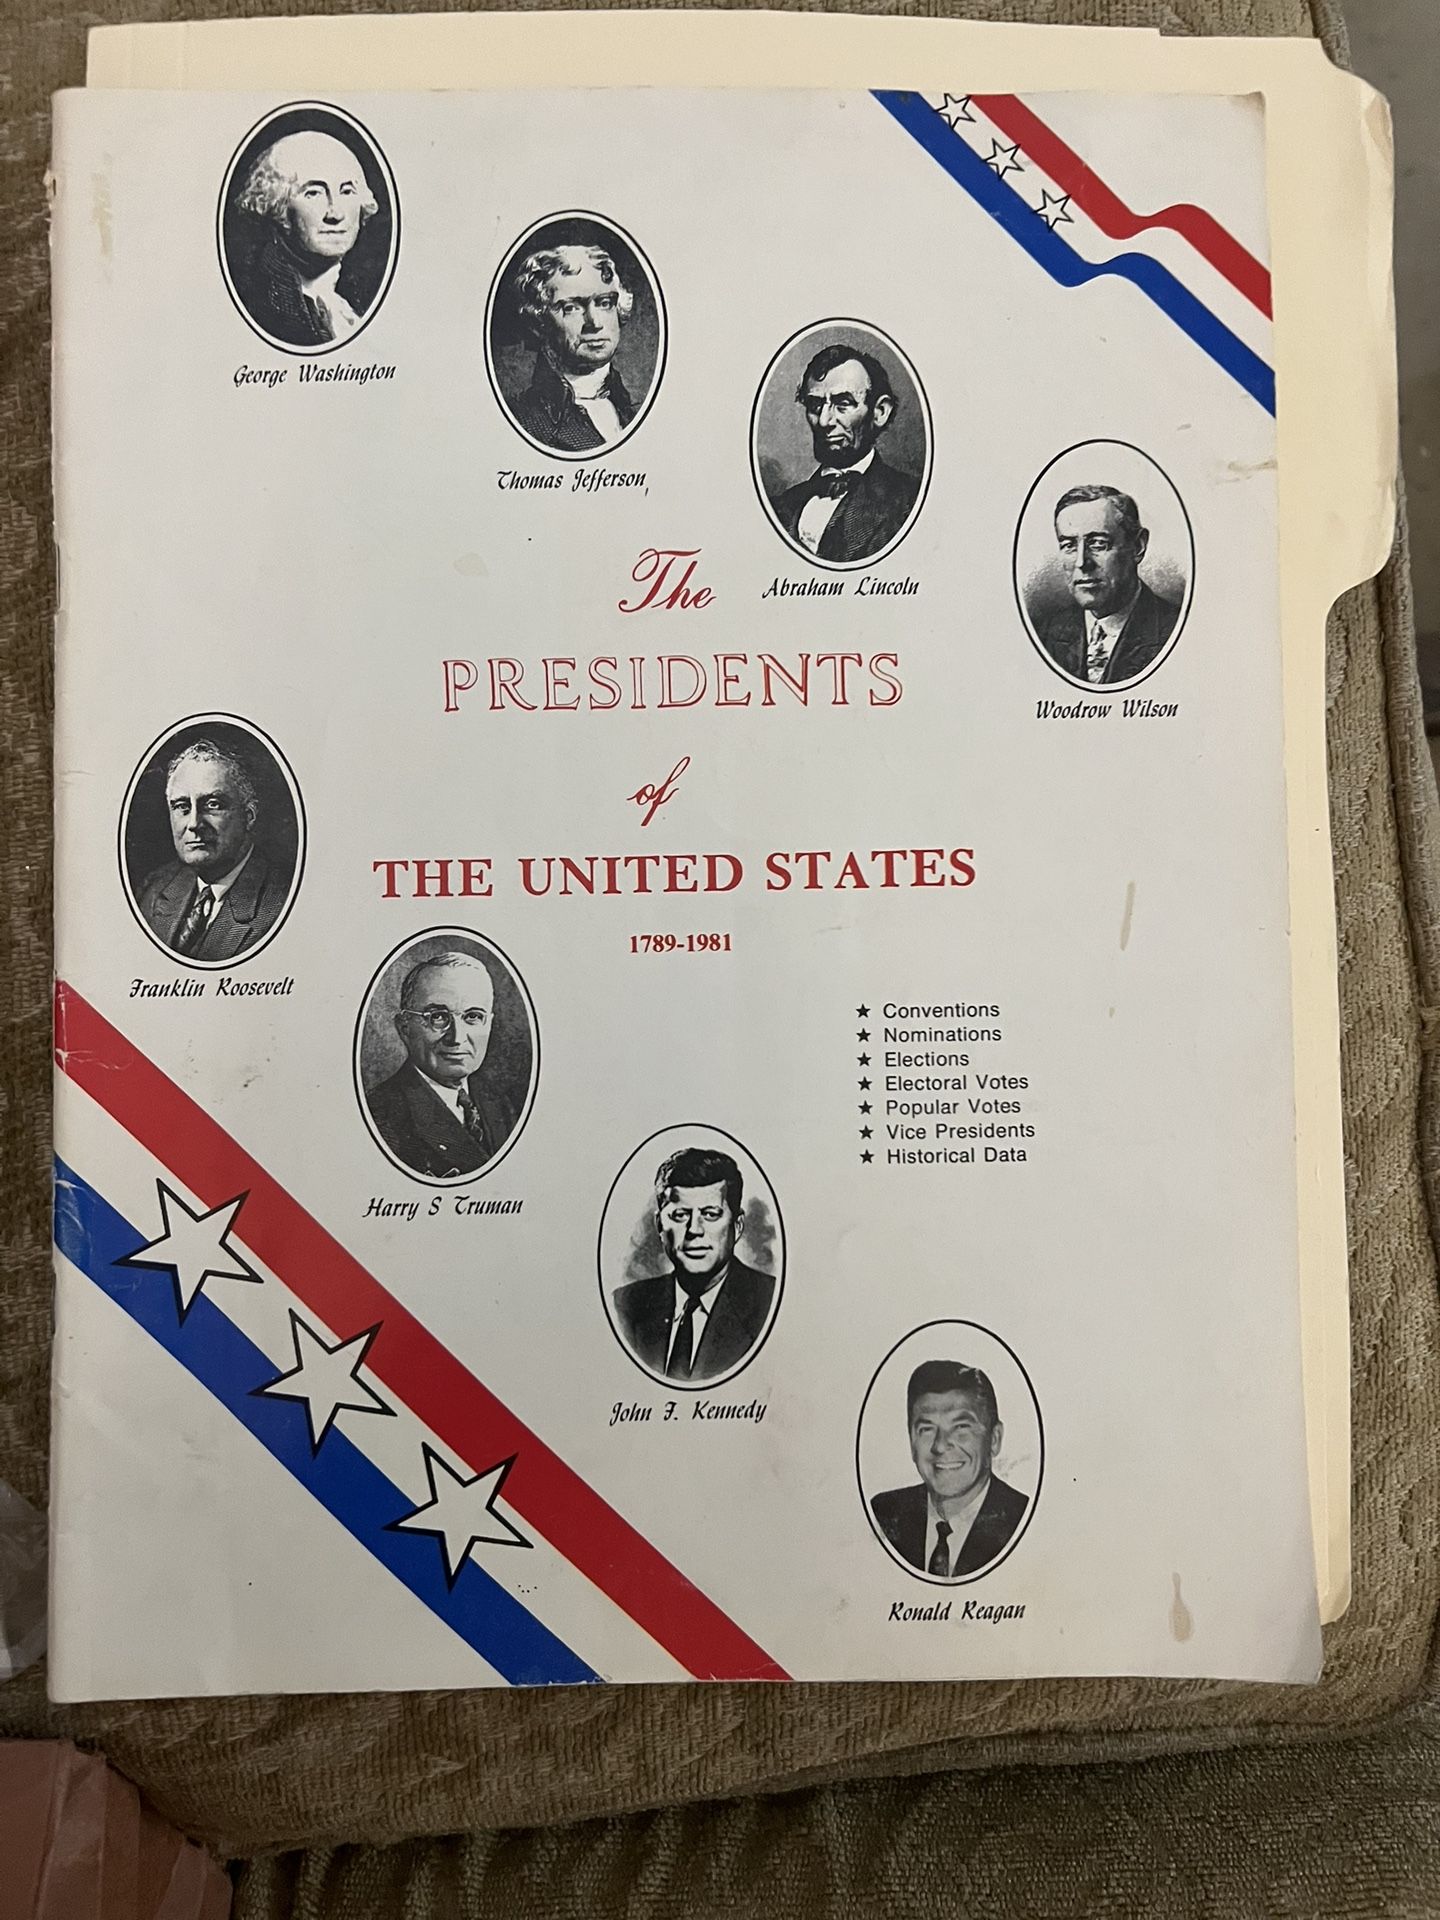 George Washington
Thomas Jefferson
Abraham Lincoln
Woodrow Wilson
The
PRESIDENTS
of
THE UNITED STATES
1789-1981
Franklin Roosevelt
★ Conventions
★ Nominations
★ Elections
★ Electoral Votes
★ Popular Votes
★ Vice Presidents
★ Historical Data
Harry S Truman
John F. Kennedy
Ronald Reagan